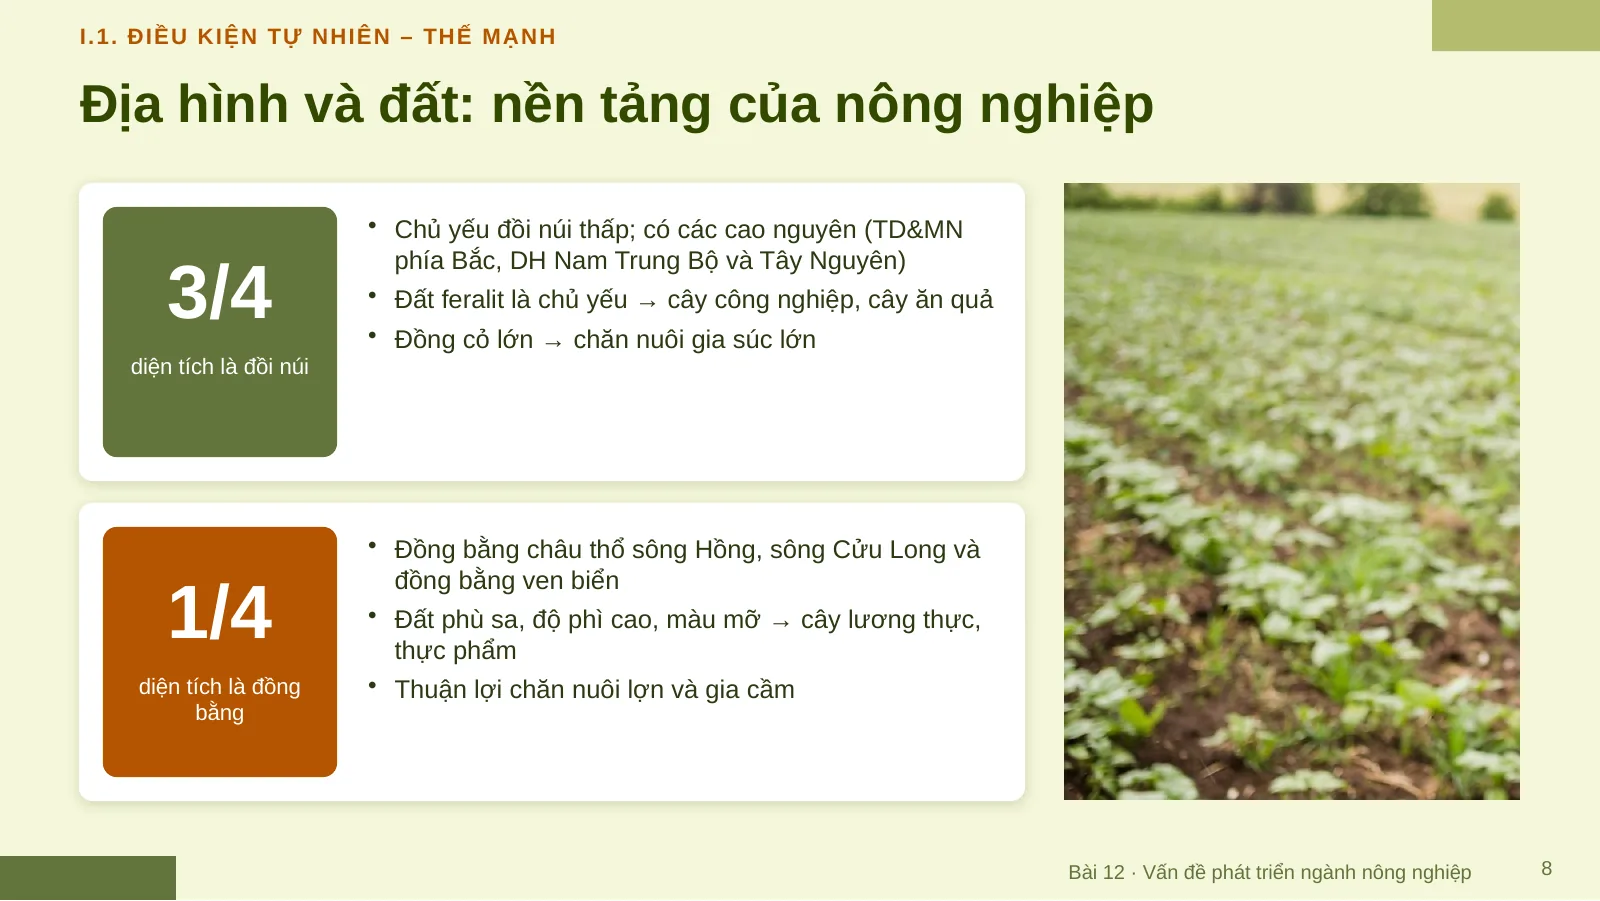 I.1. ĐIỀU KIỆN TỰ NHIÊN – THẾ MẠNH
Địa hình và đất: nền tảng của nông nghiệp
3/4
diện tích là đồi núi
• Chủ yếu đồi núi thấp; có các cao nguyên (TD&MN
phía Bắc, DH Nam Trung Bộ và Tây Nguyên)
• Đất feralit là chủ yếu → cây công nghiệp, cây ăn quả
• Đồng cỏ lớn → chăn nuôi gia súc lớn
1/4
diện tích là đồng
bằng
• Đồng bằng châu thổ sông Hồng, sông Cửu Long và
đồng bằng ven biển
• Đất phù sa, độ phì cao, màu mỡ → cây lương thực,
thực phẩm
• Thuận lợi chăn nuôi lợn và gia cầm
Bài 12 · Vấn đề phát triển ngành nông nghiệp
8